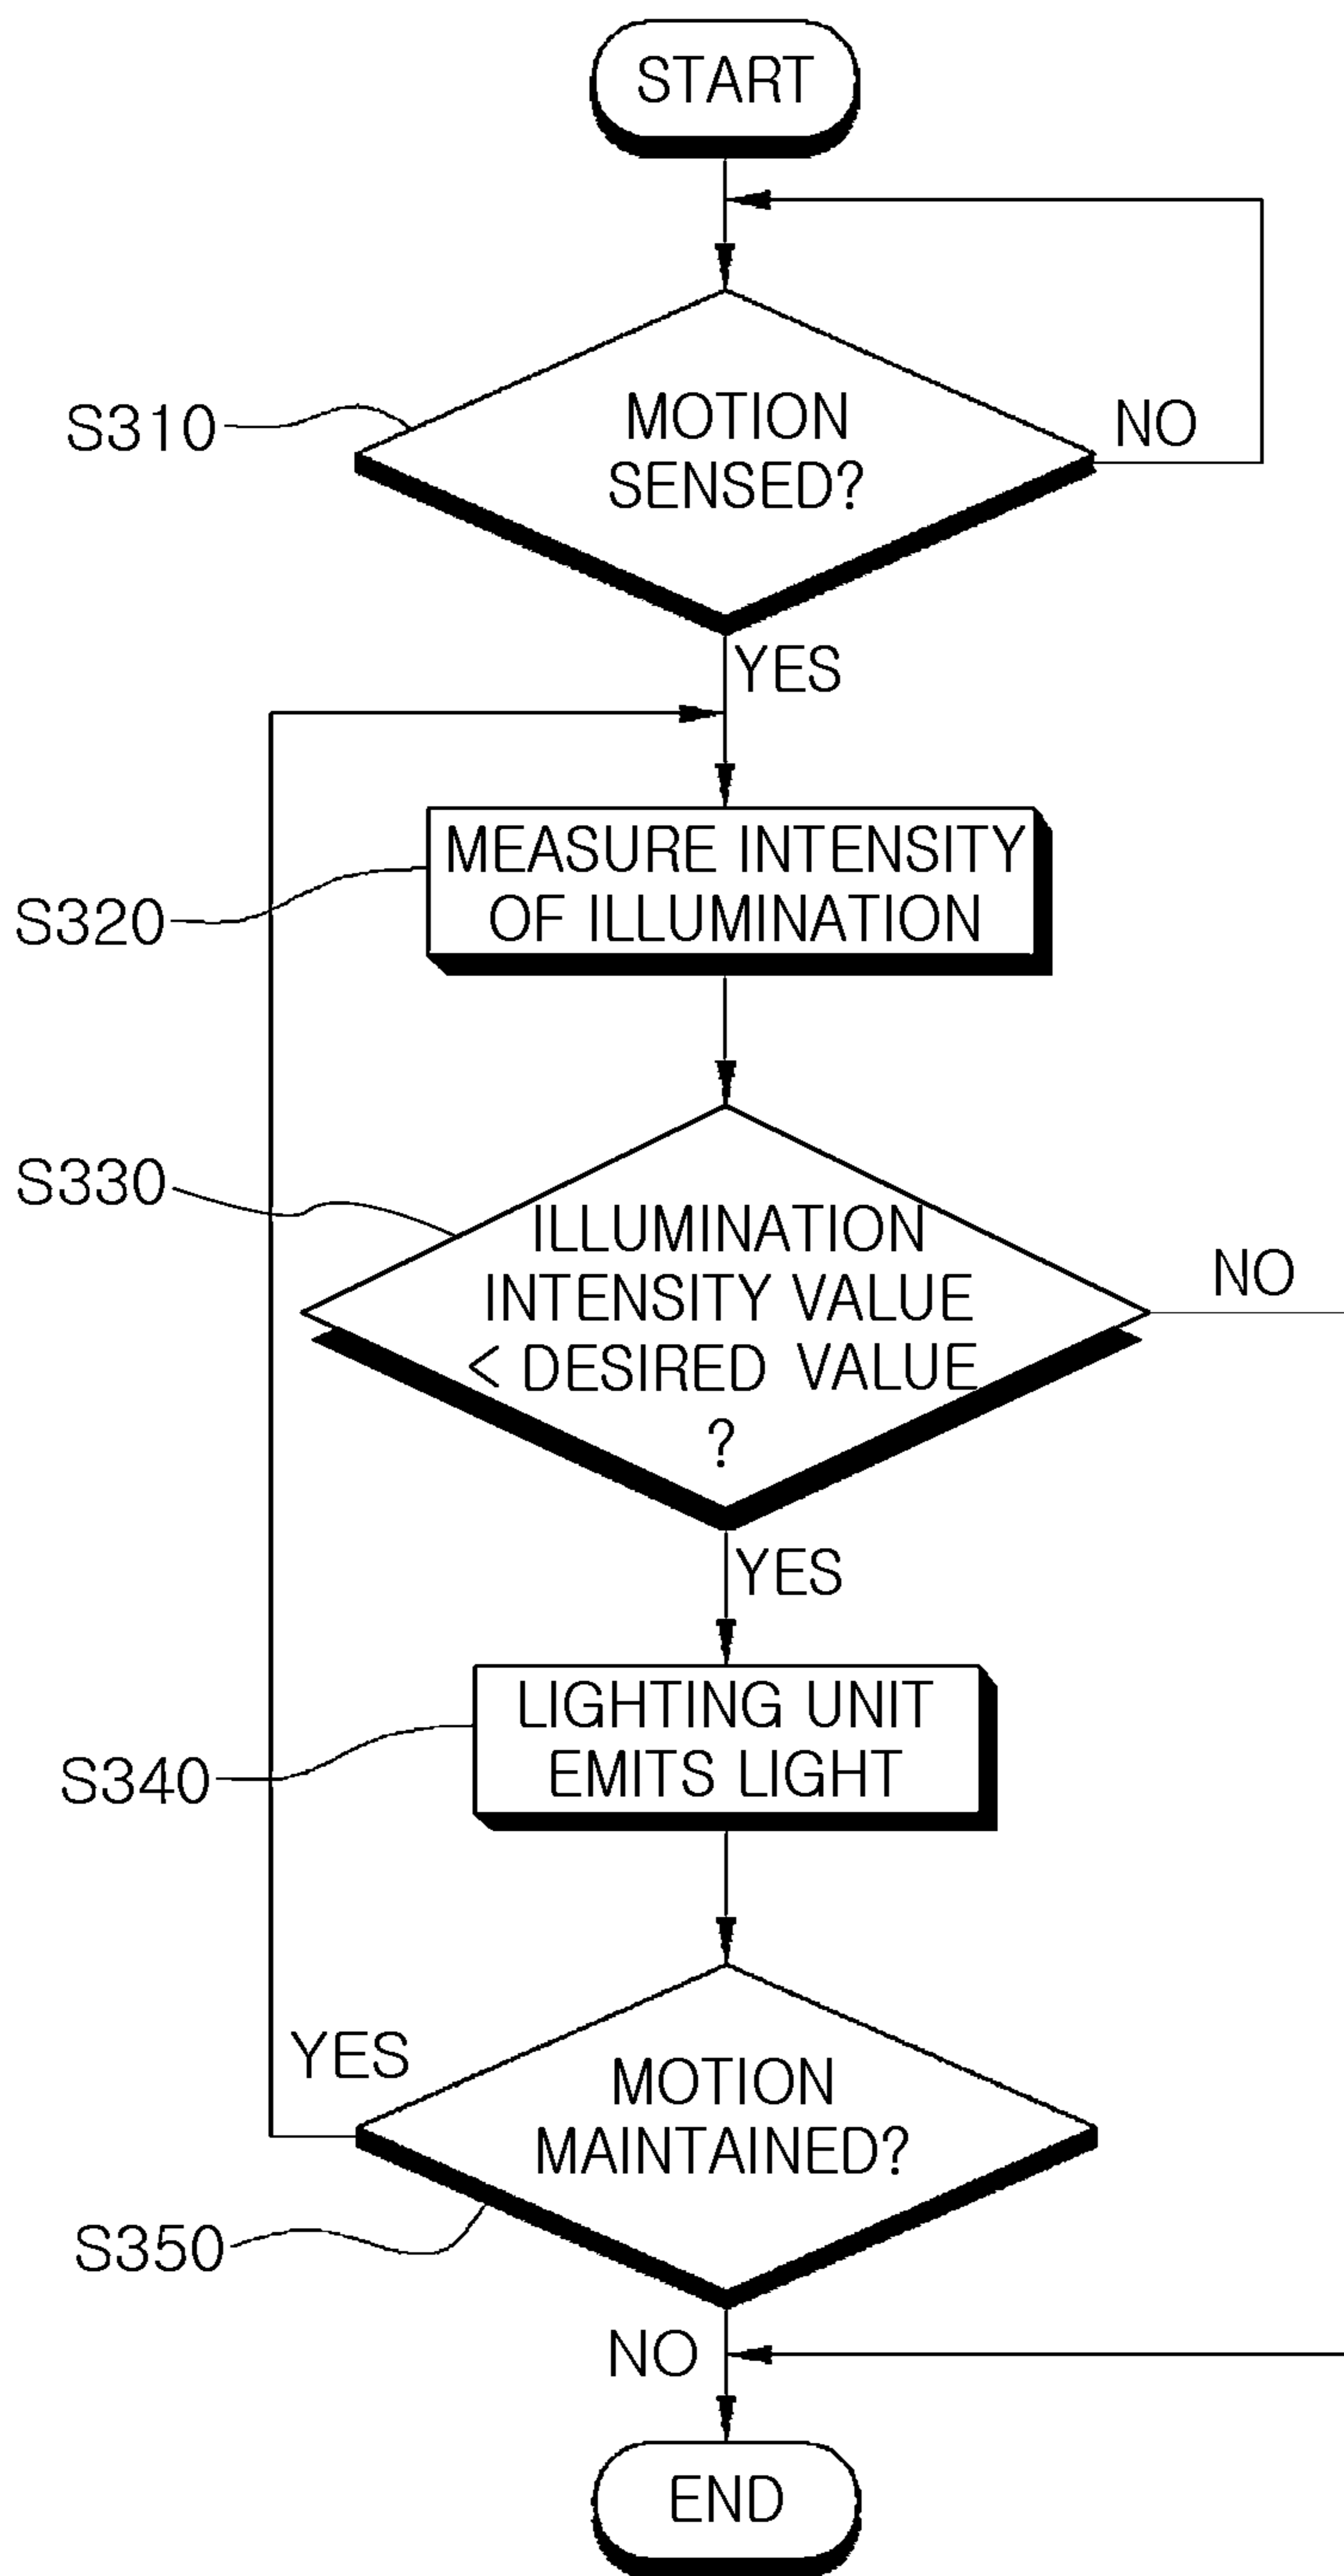 START
S310
MOTION
SENSED?
NO
YES
S320
MEASURE INTENSITY
OF ILLUMINATION
S330
ILLUMINATION
INTENSITY VALUE
< DESIRED VALUE
?
NO
YES
S340
LIGHTING UNIT
EMITS LIGHT
YES
MOTION
MAINTAINED?
S350
NO
END